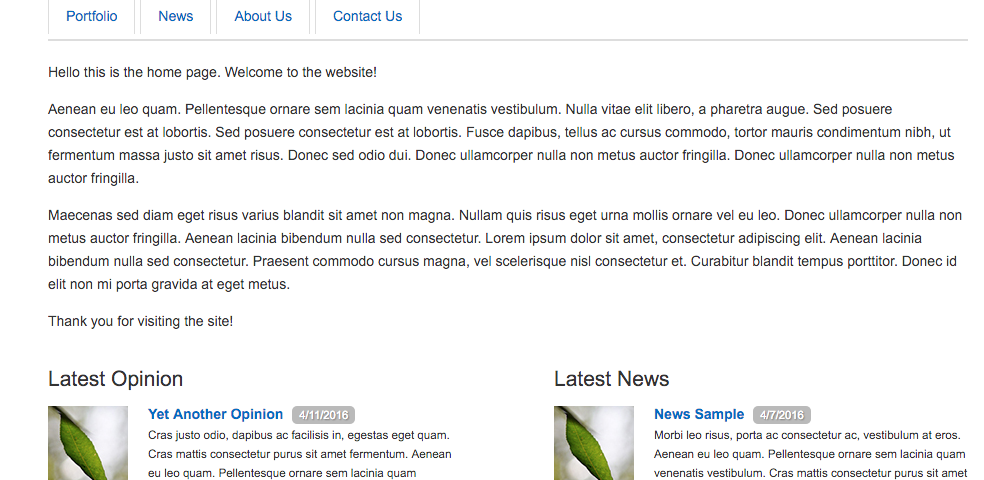 Portfolio News About Us Contact Us
Hello this is the home page. Welcome to the website!
Aenean eu leo quam. Pellentesque ornare sem lacinia quam venenatis vestibulum. Nulla vitae elit libero, a pharetra augue. Sed posuere
consectetur est at lobortis. Sed posuere consectetur est at lobortis. Fusce dapibus, tellus ac cursus commodo, tortor mauris condimentum nibh, ut
fermentum massa justo sit amet risus. Donec sed odio dui. Donec ullamcorper nulla non metus auctor fringilla. Donec ullamcorper nulla non metus
auctor fringilla.
Maecenas sed diam eget risus varius blandit sit amet non magna. Nullam quis risus eget urna mollis ornare vel eu leo. Donec ullamcorper nulla non
metus auctor fringilla. Aenean lacinia bibendum nulla sed consectetur. Lorem ipsum dolor sit amet, consectetur adipiscing elit. Aenean lacinia
bibendum nulla sed consectetur. Praesent commodo cursus magna, vel scelerisque nisl consectetur et. Curabitur blandit tempus porttitor. Donec id
elit non mi porta gravida at eget metus.
Thank you for visiting the site!
Latest Opinion
Yet Another Opinion 4/11/2016
Cras justo odio, dapibus ac facilisis in, egestas eget quam.
Cras mattis consectetur purus sit amet fermentum. Aenean
eu leo quam. Pellentesque ornare sem lacinia quam
Latest News
News Sample 4/7/2016
Morbi leo risus, porta ac consectetur ac, vestibulum at eros.
Aenean eu leo quam. Pellentesque ornare sem lacinia quam
venenatis vestibulum. Cras mattis consectetur purus sit amet